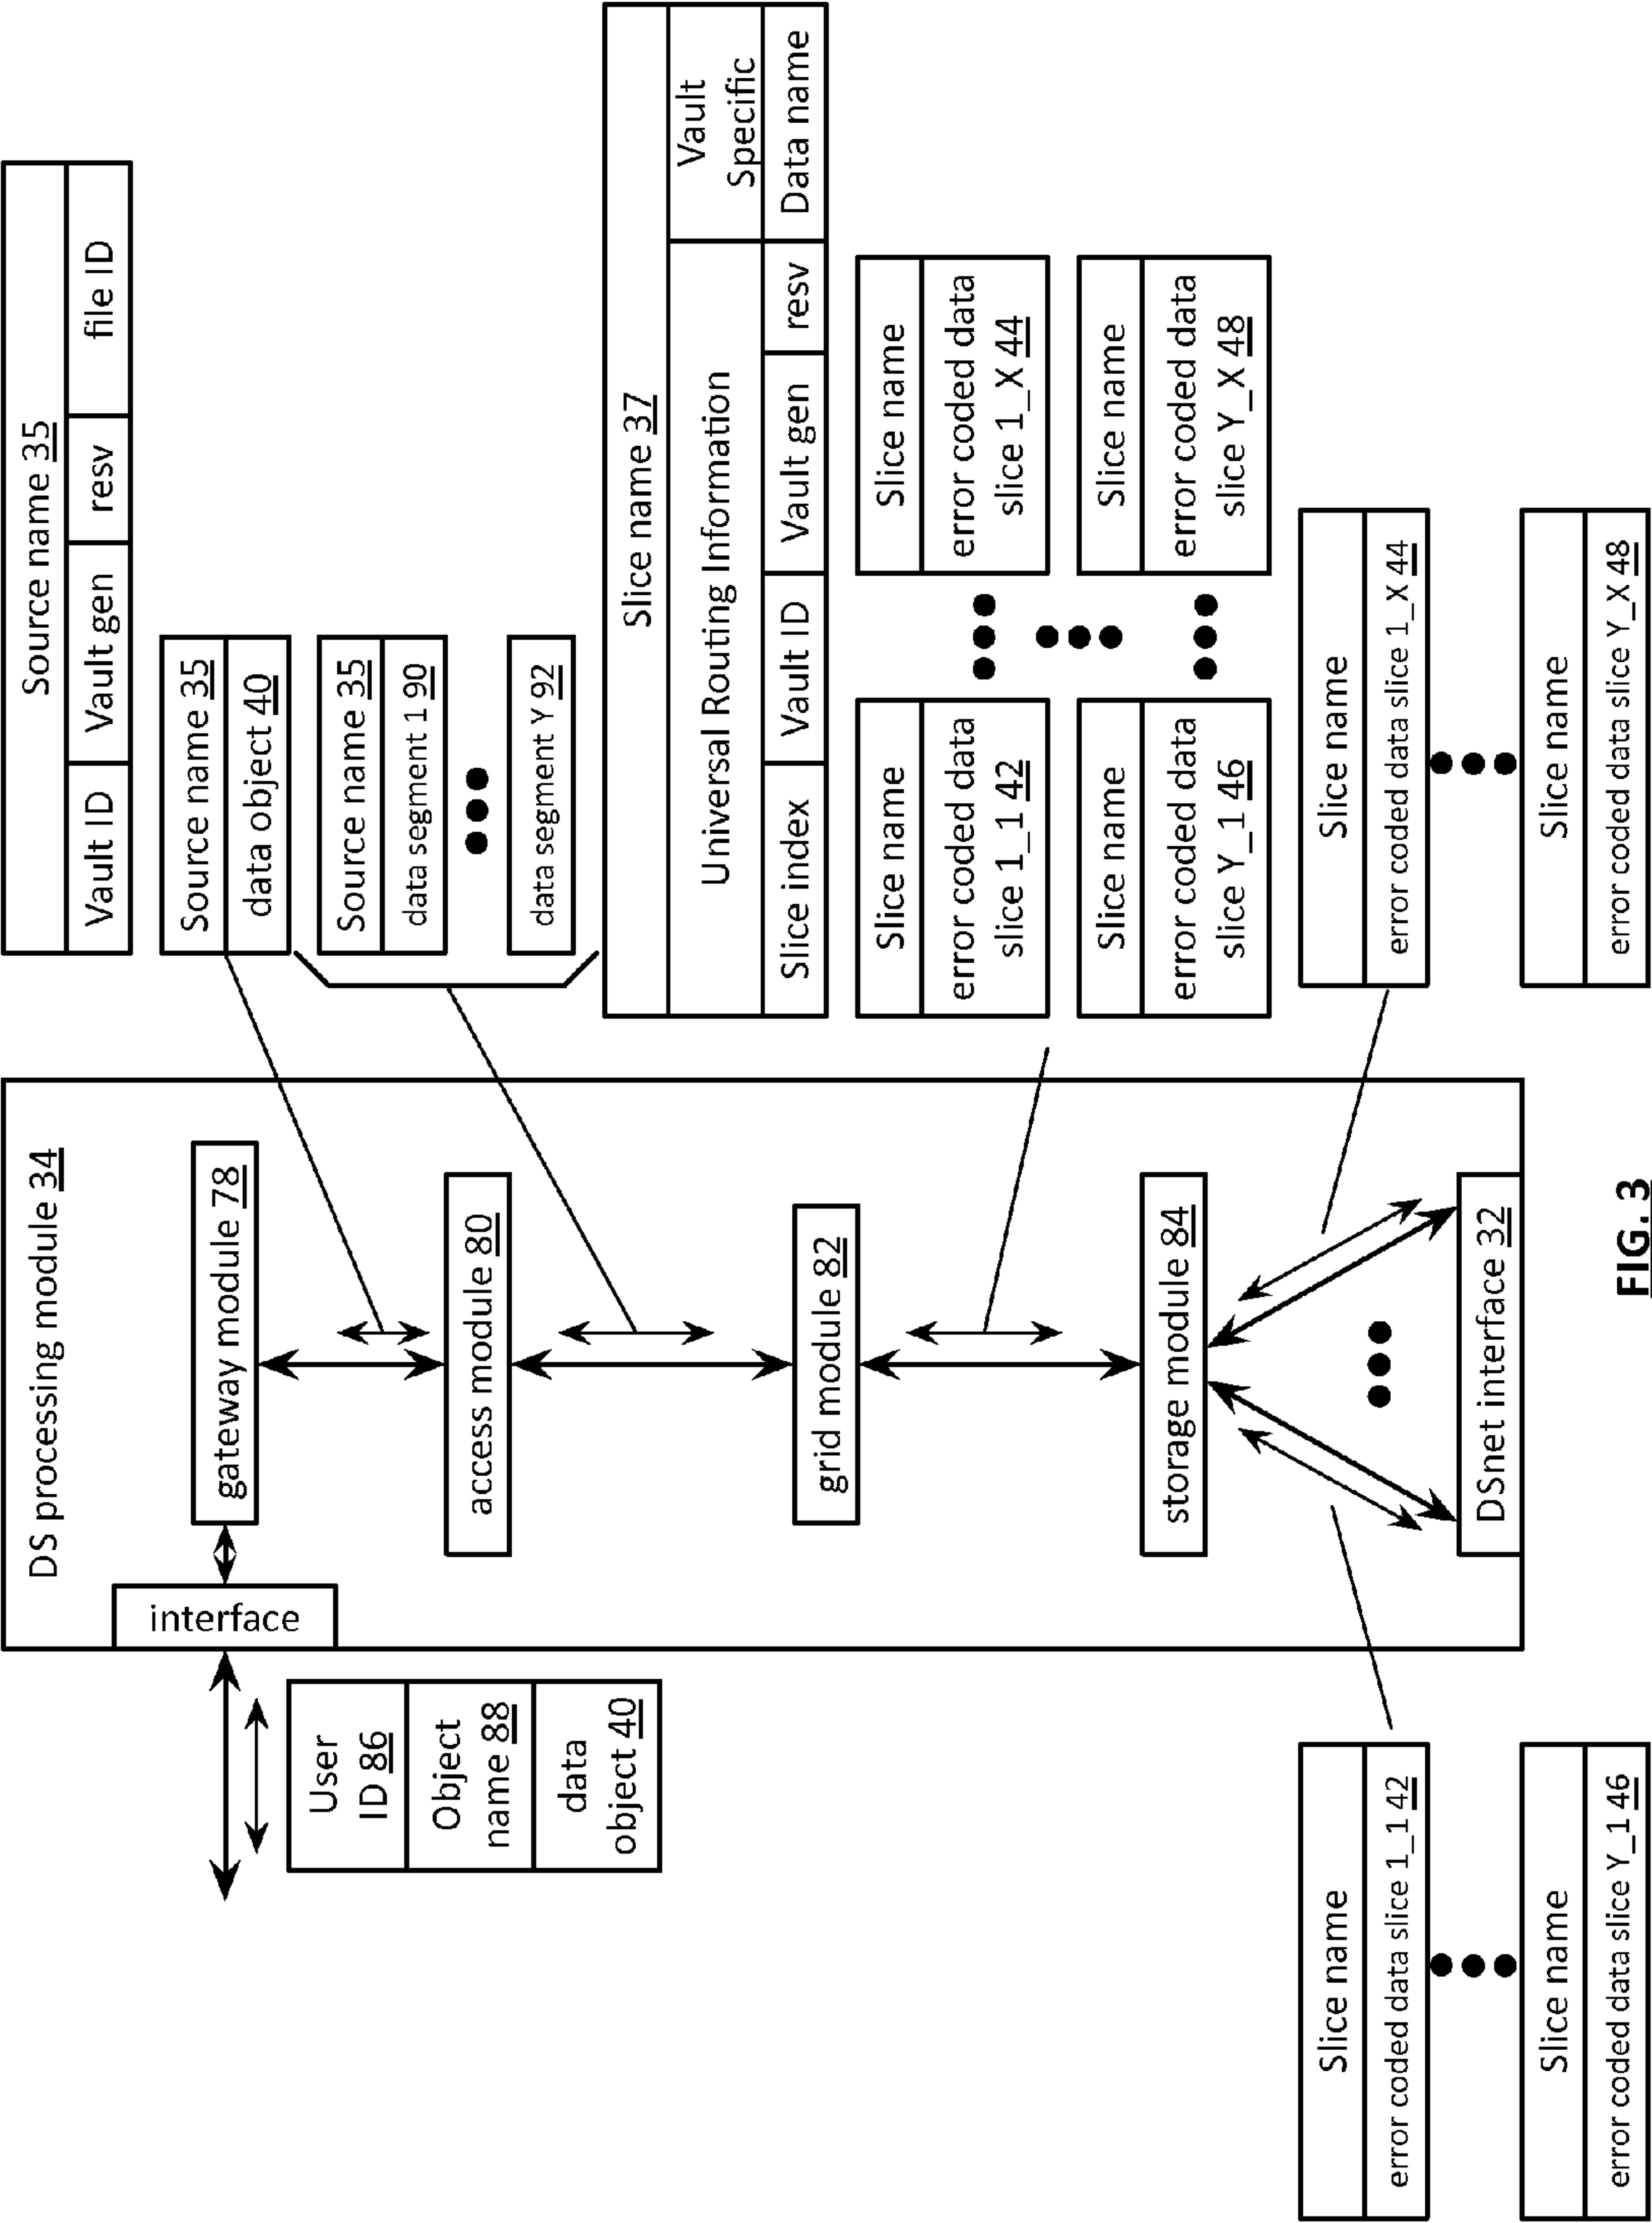 DS processing module 34
interface
gateway module 78
access module 80
grid module 82
storage module 84
DSnet interface 32
User
ID 86
Object
name 88
data
object 40
Source name 35
Vault ID
Vault gen
resv
file ID
Source name 35
data object 40
Source name 35
data segment 1 90
data segment Y 92
Slice name 37
Universal Routing Information
Vault
Specific
Slice index
Vault ID
Vault gen
resv
Data name
Slice name
error coded data
slice 1_1 42
Slice name
error coded data
slice 1_X 44
Slice name
error coded data
slice Y_1 46
Slice name
error coded data
slice Y_X 48
Slice name
error coded data slice 1_1 42
Slice name
error coded data slice Y_1 46
Slice name
error coded data slice 1_X 44
Slice name
error coded data slice Y_X 48
FIG. 3